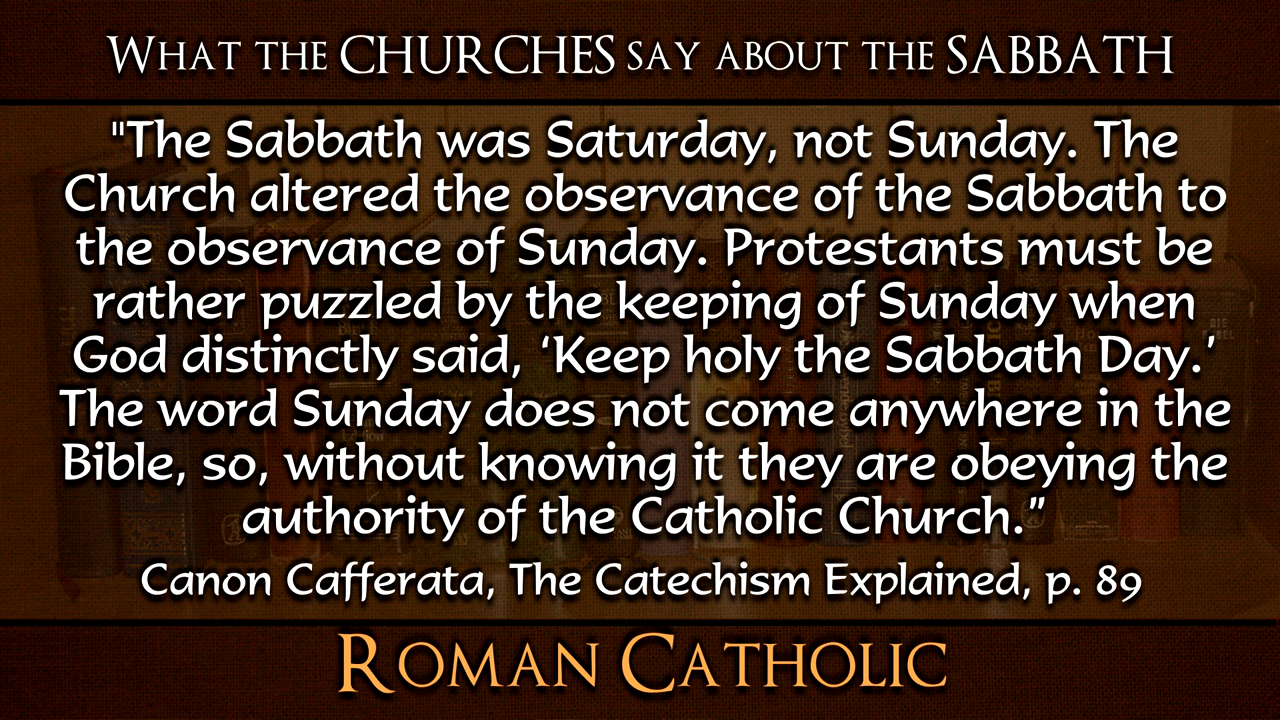 WHAT THE CHURCHES SAY ABOUT THE SABBATH
"The Sabbath was Saturday, not Sunday. The
Church altered the observance of the Sabbath to
the observance of Sunday. Protestants must be
rather puzzled by the keeping of Sunday when
God distinctly said, ‘Keep holy the Sabbath Day.’
The word Sunday does not come anywhere in the
Bible, so, without knowing it they are obeying the
authority of the Catholic Church.”
Canon Cafferata, The Catechism Explained, p. 89
ROMAN CATHOLIC